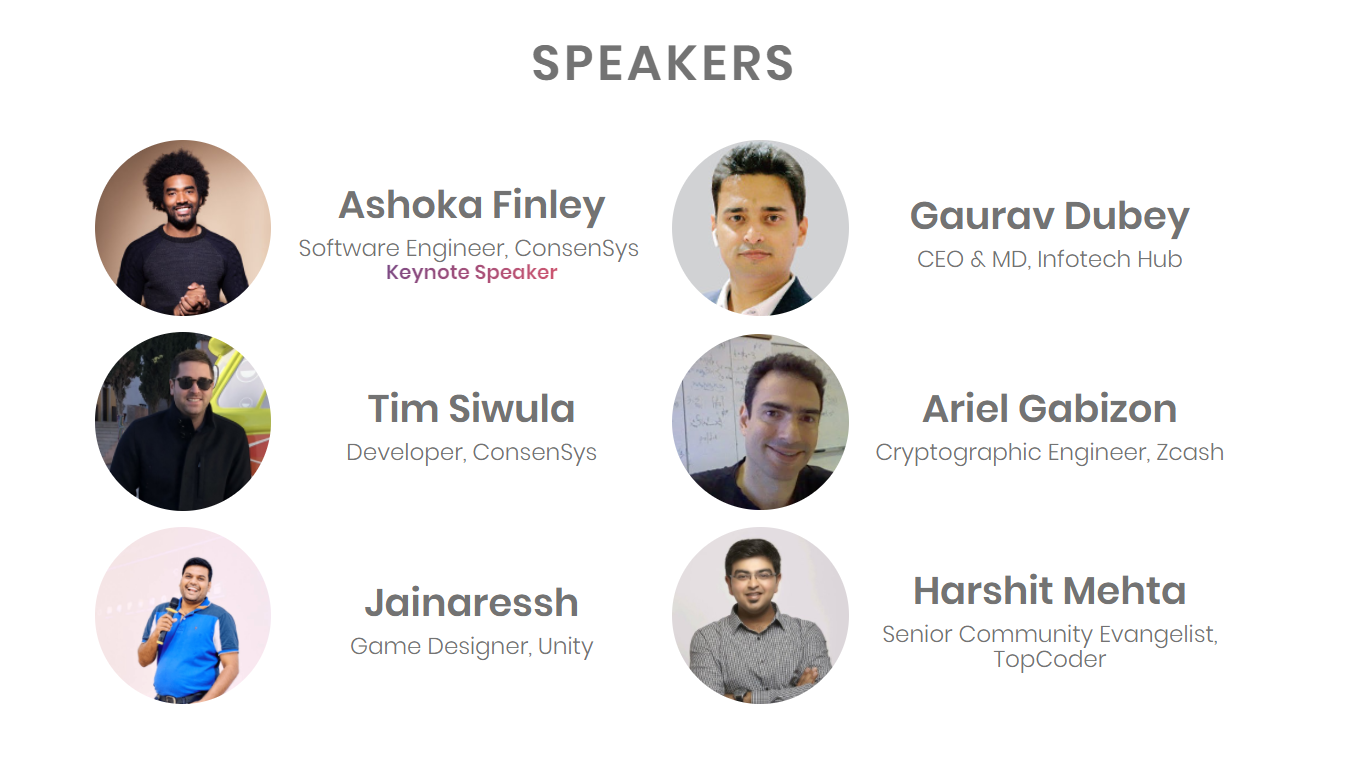 SPEAKERS
Ashoka Finley
Software Engineer, ConsenSys
Keynote Speaker
Gaurav Dubey
CEO & MD, Infotech Hub
Tim Siwula
Developer, ConsenSys
Ariel Gabizon
Cryptographic Engineer, Zcash
Jainaressh
Game Designer, Unity
Harshit Mehta
Senior Community Evangelist,
TopCoder